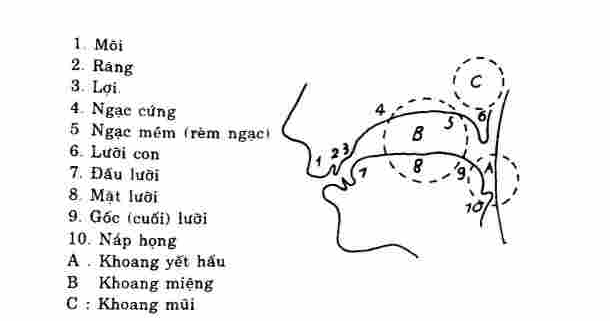 1. Môi
2. Răng
3. Lợi.
4. Ngạc cứng
5 Ngạc mềm (rèm ngạc)
6. Lưỡi con
7. Đầu lưỡi
8. Mặt lưỡi
9. Gốc (cuối) lưỡi
10. Nắp họng
A . Khoang yết hầu
B Khoang miệng
C : Khoang mũi
C
4 5 6
B
1 2 3
7 8 9 A
10